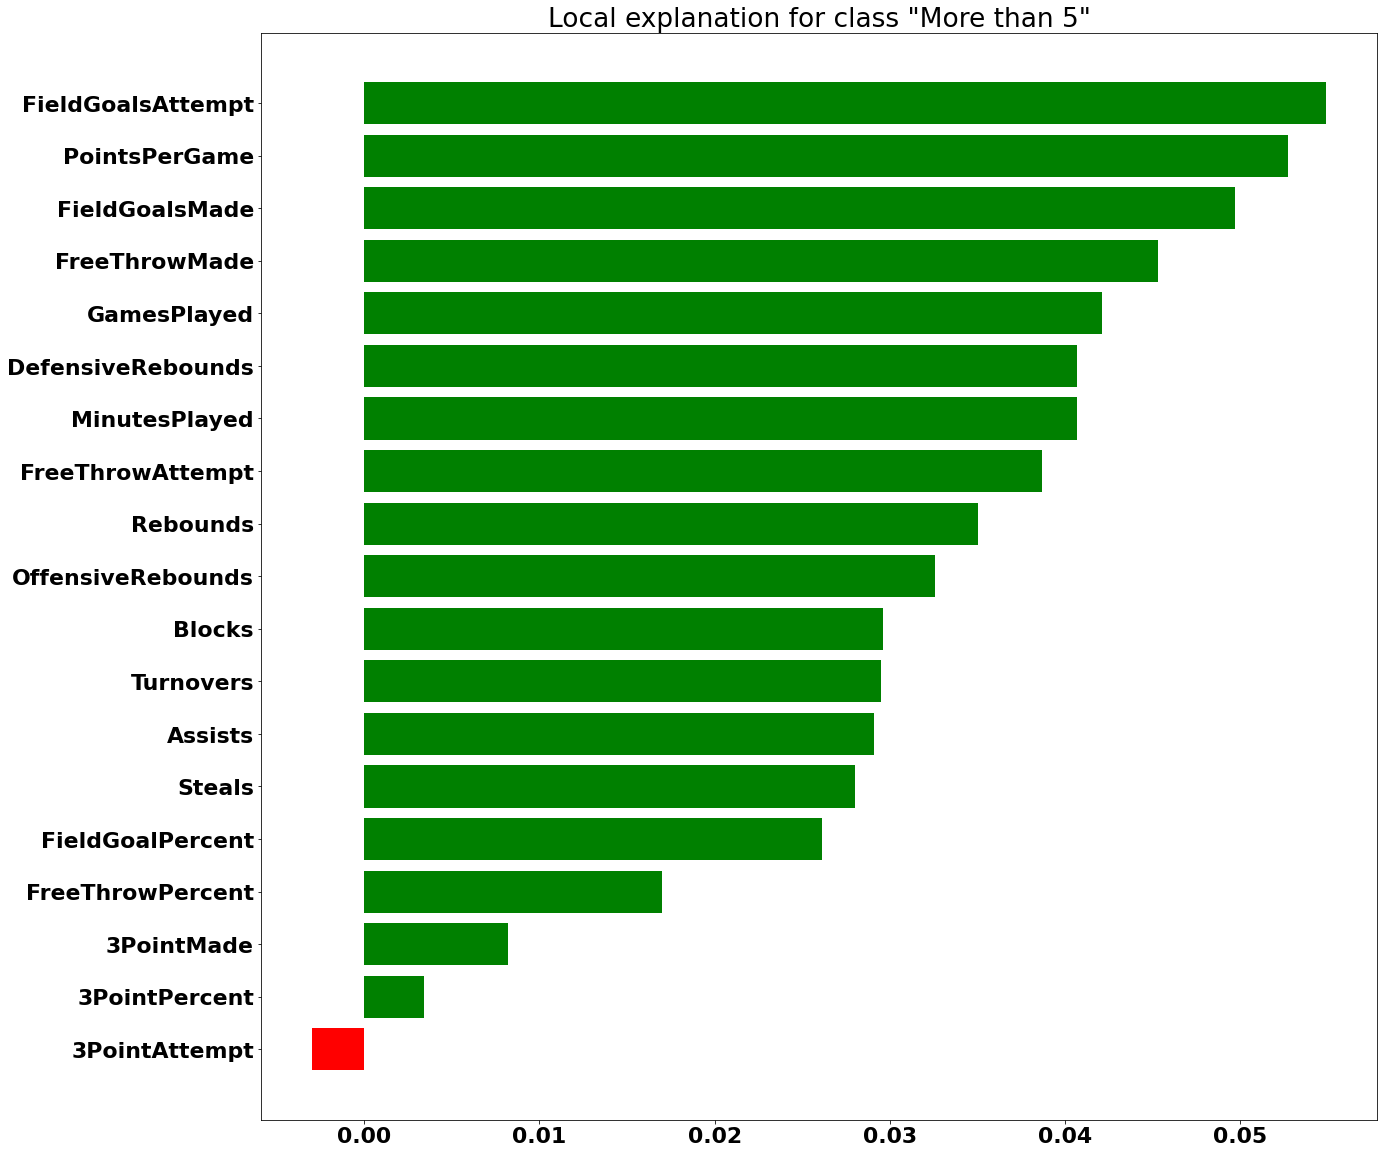 Local explanation for class "More than 5"
FieldGoalsAttempt
PointsPerGame
FieldGoalsMade
FreeThrowMade
GamesPlayed
DefensiveRebounds
MinutesPlayed
FreeThrowAttempt
Rebounds
OffensiveRebounds
Blocks
Turnovers
Assists
Steals
FieldGoalPercent
FreeThrowPercent
3PointMade
3PointPercent
3PointAttempt
0.00 0.01 0.02 0.03 0.04 0.05